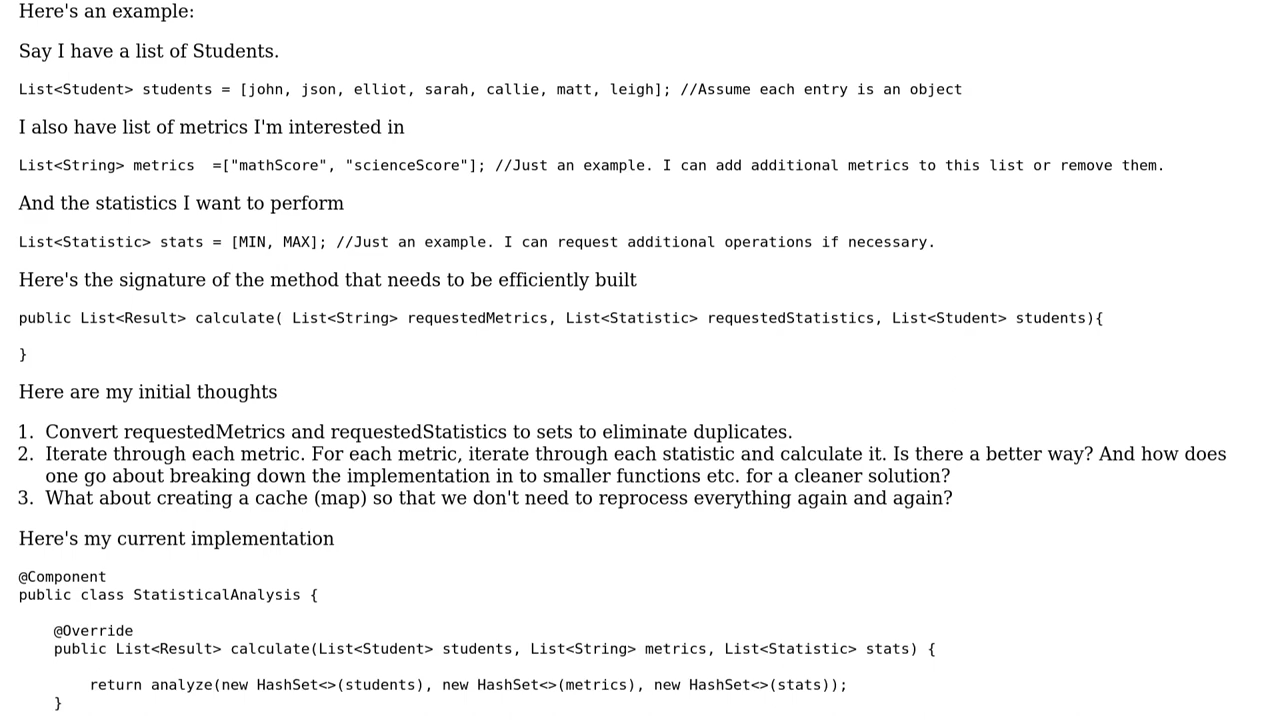 Here's an example:
Say I have a list of Students.
List<Student> students = [john, json, elliot, sarah, callie, matt, leigh]; //Assume each entry is an object
I also have list of metrics I'm interested in
List<String> metrics  =["mathScore", "scienceScore"]; //Just an example. I can add additional metrics to this list or remove them.
And the statistics I want to perform
List<Statistic> stats = [MIN, MAX]; //Just an example. I can request additional operations if necessary.
Here's the signature of the method that needs to be efficiently built
public List<Result> calculate( List<String> requestedMetrics, List<Statistic> requestedStatistics, List<Student> students){
}
Here are my initial thoughts
1. Convert requestedMetrics and requestedStatistics to sets to eliminate duplicates.
2. Iterate through each metric. For each metric, iterate through each statistic and calculate it. Is there a better way? And how does
one go about breaking down the implementation in to smaller functions etc. for a cleaner solution?
3. What about creating a cache (map) so that we don't need to reprocess everything again and again?
Here's my current implementation
@Component
public class StatisticalAnalysis {
    @Override
    public List<Result> calculate(List<Student> students, List<String> metrics, List<Statistic> stats) {
        return analyze(new HashSet<>(students), new HashSet<>(metrics), new HashSet<>(stats));
    }